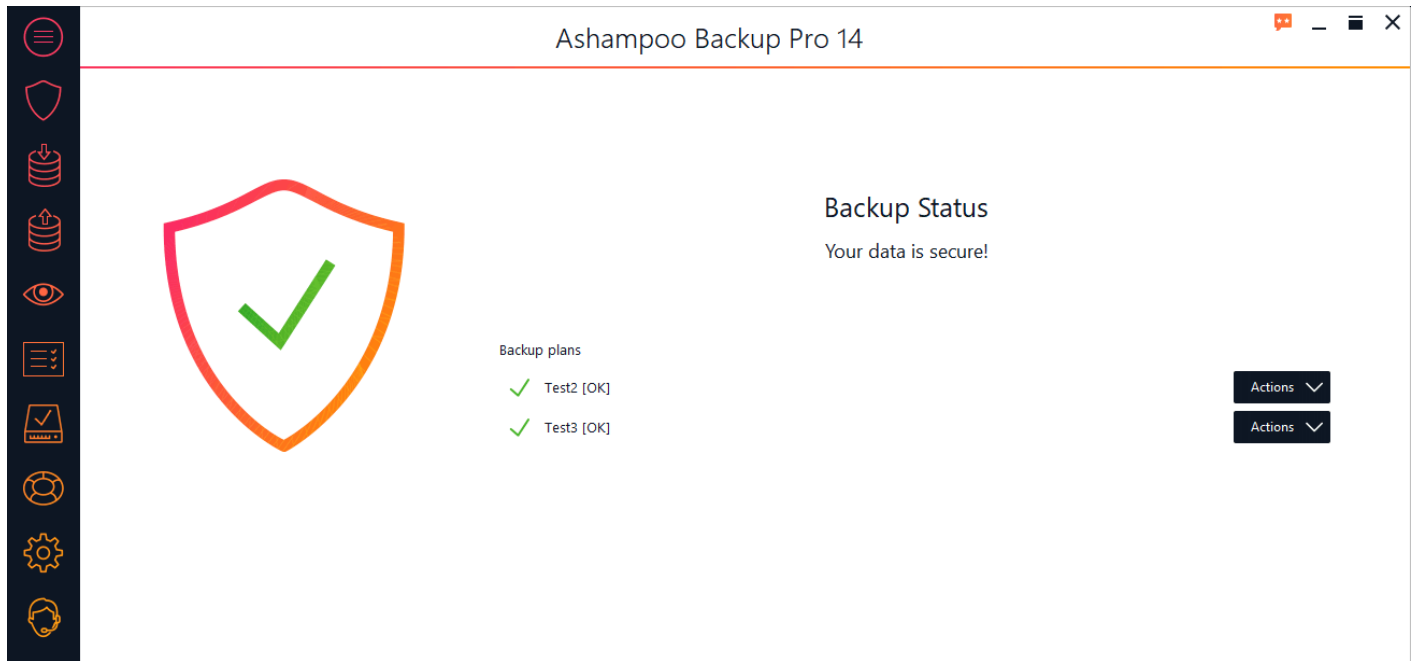 Ashampoo Backup Pro 14
Backup Status
Your data is secure!
Backup plans
Test2 [OK]
Actions
Test3 [OK]
Actions